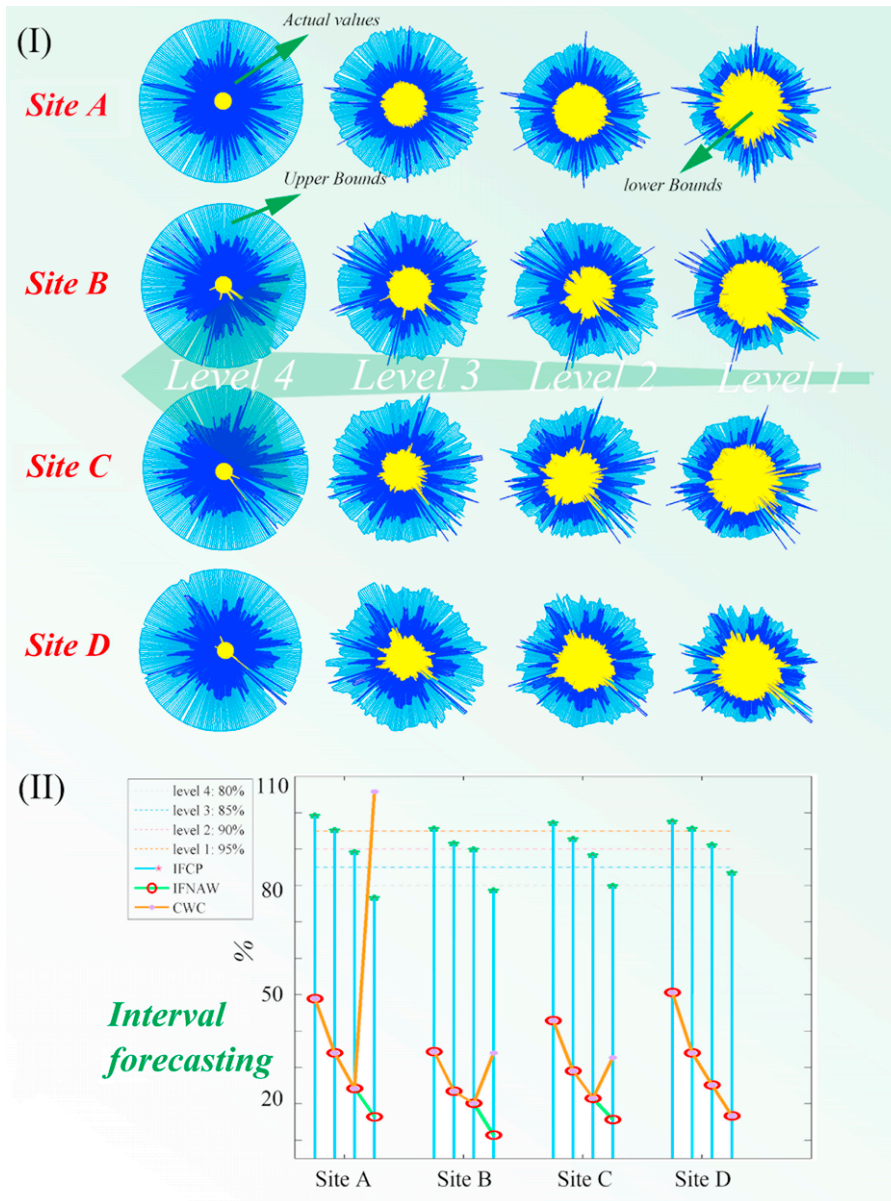 (I)
Actual values
Site A
Upper Bounds
lower Bounds
Site B
Level 4
Level 3
Level 2
Level 1
Site C
Site D
(II)
level 4: 80%
level 3: 85%
level 2: 90%
level 1: 95%
IFCP
IFNAW
CWC
110
80
%
50
20
Interval
forecasting
Site A
Site B
Site C
Site D